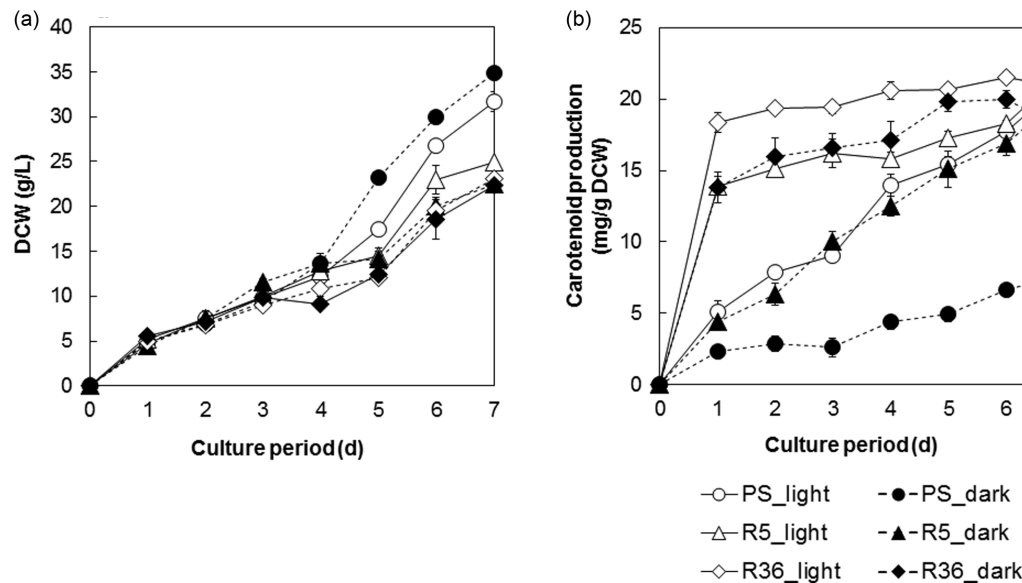 (a)
40
35
30
25
20
15
10
5
0
DCW (g/L)
0 1 2 3 4 5 6 7
Culture period (d)
(b)
25
20
15
10
5
0
Carotenoid production
(mg/g DCW)
0 1 2 3 4 5 6
Culture period (d)
PS_light PS_dark
R5_light R5_dark
R36_light R36_dark